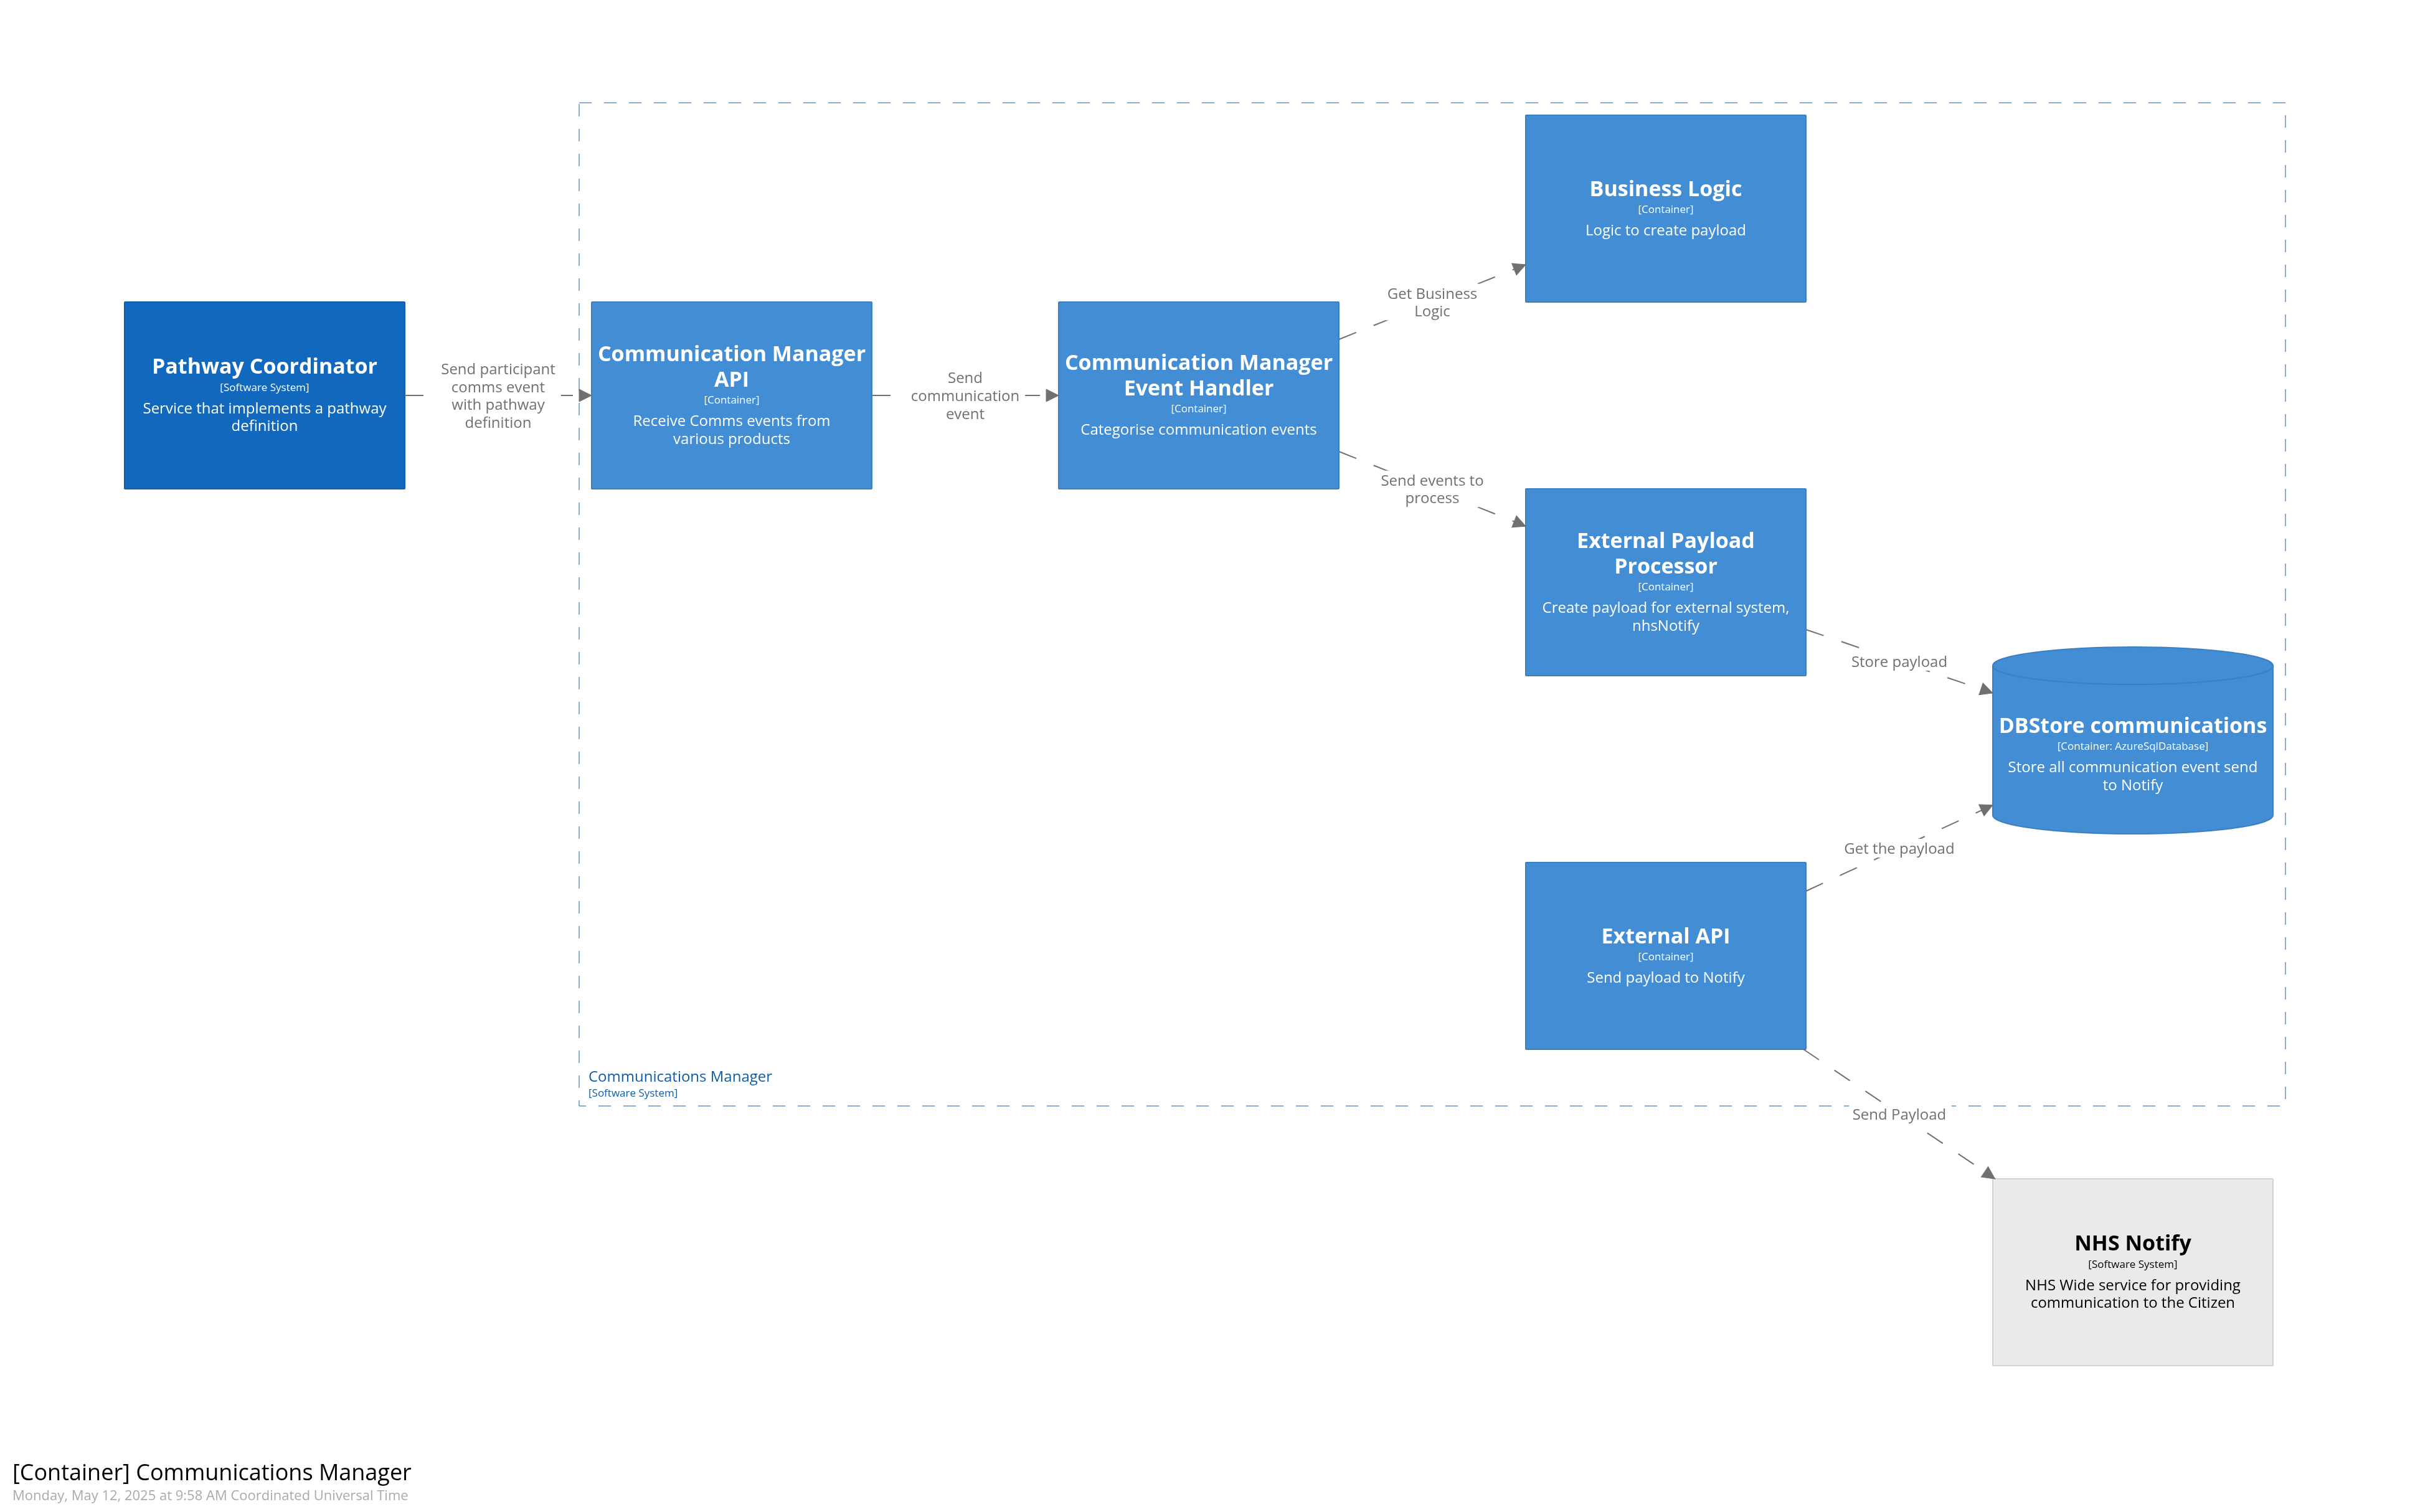 Business Logic
[Container]
Logic to create payload
Get Business
Logic
Pathway Coordinator
[Software System]
Service that implements a pathway
definition
Send participant
comms event
with pathway
definition
Communication Manager
API
[Container]
Receive Comms events from
various products
Send
communication
event
Communication Manager
Event Handler
[Container]
Categorise communication events
Send events to
process
External Payload
Processor
[Container]
Create payload for external system,
nhsNotify
Store payload
DBStore communications
[Container: AzureSqlDatabase]
Store all communication event send
to Notify
Get the payload
External API
[Container]
Send payload to Notify
Communications Manager
[Software System]
Send Payload
NHS Notify
[Software System]
NHS Wide service for providing
communication to the Citizen
[Container] Communications Manager
Monday, May 12, 2025 at 9:58 AM Coordinated Universal Time